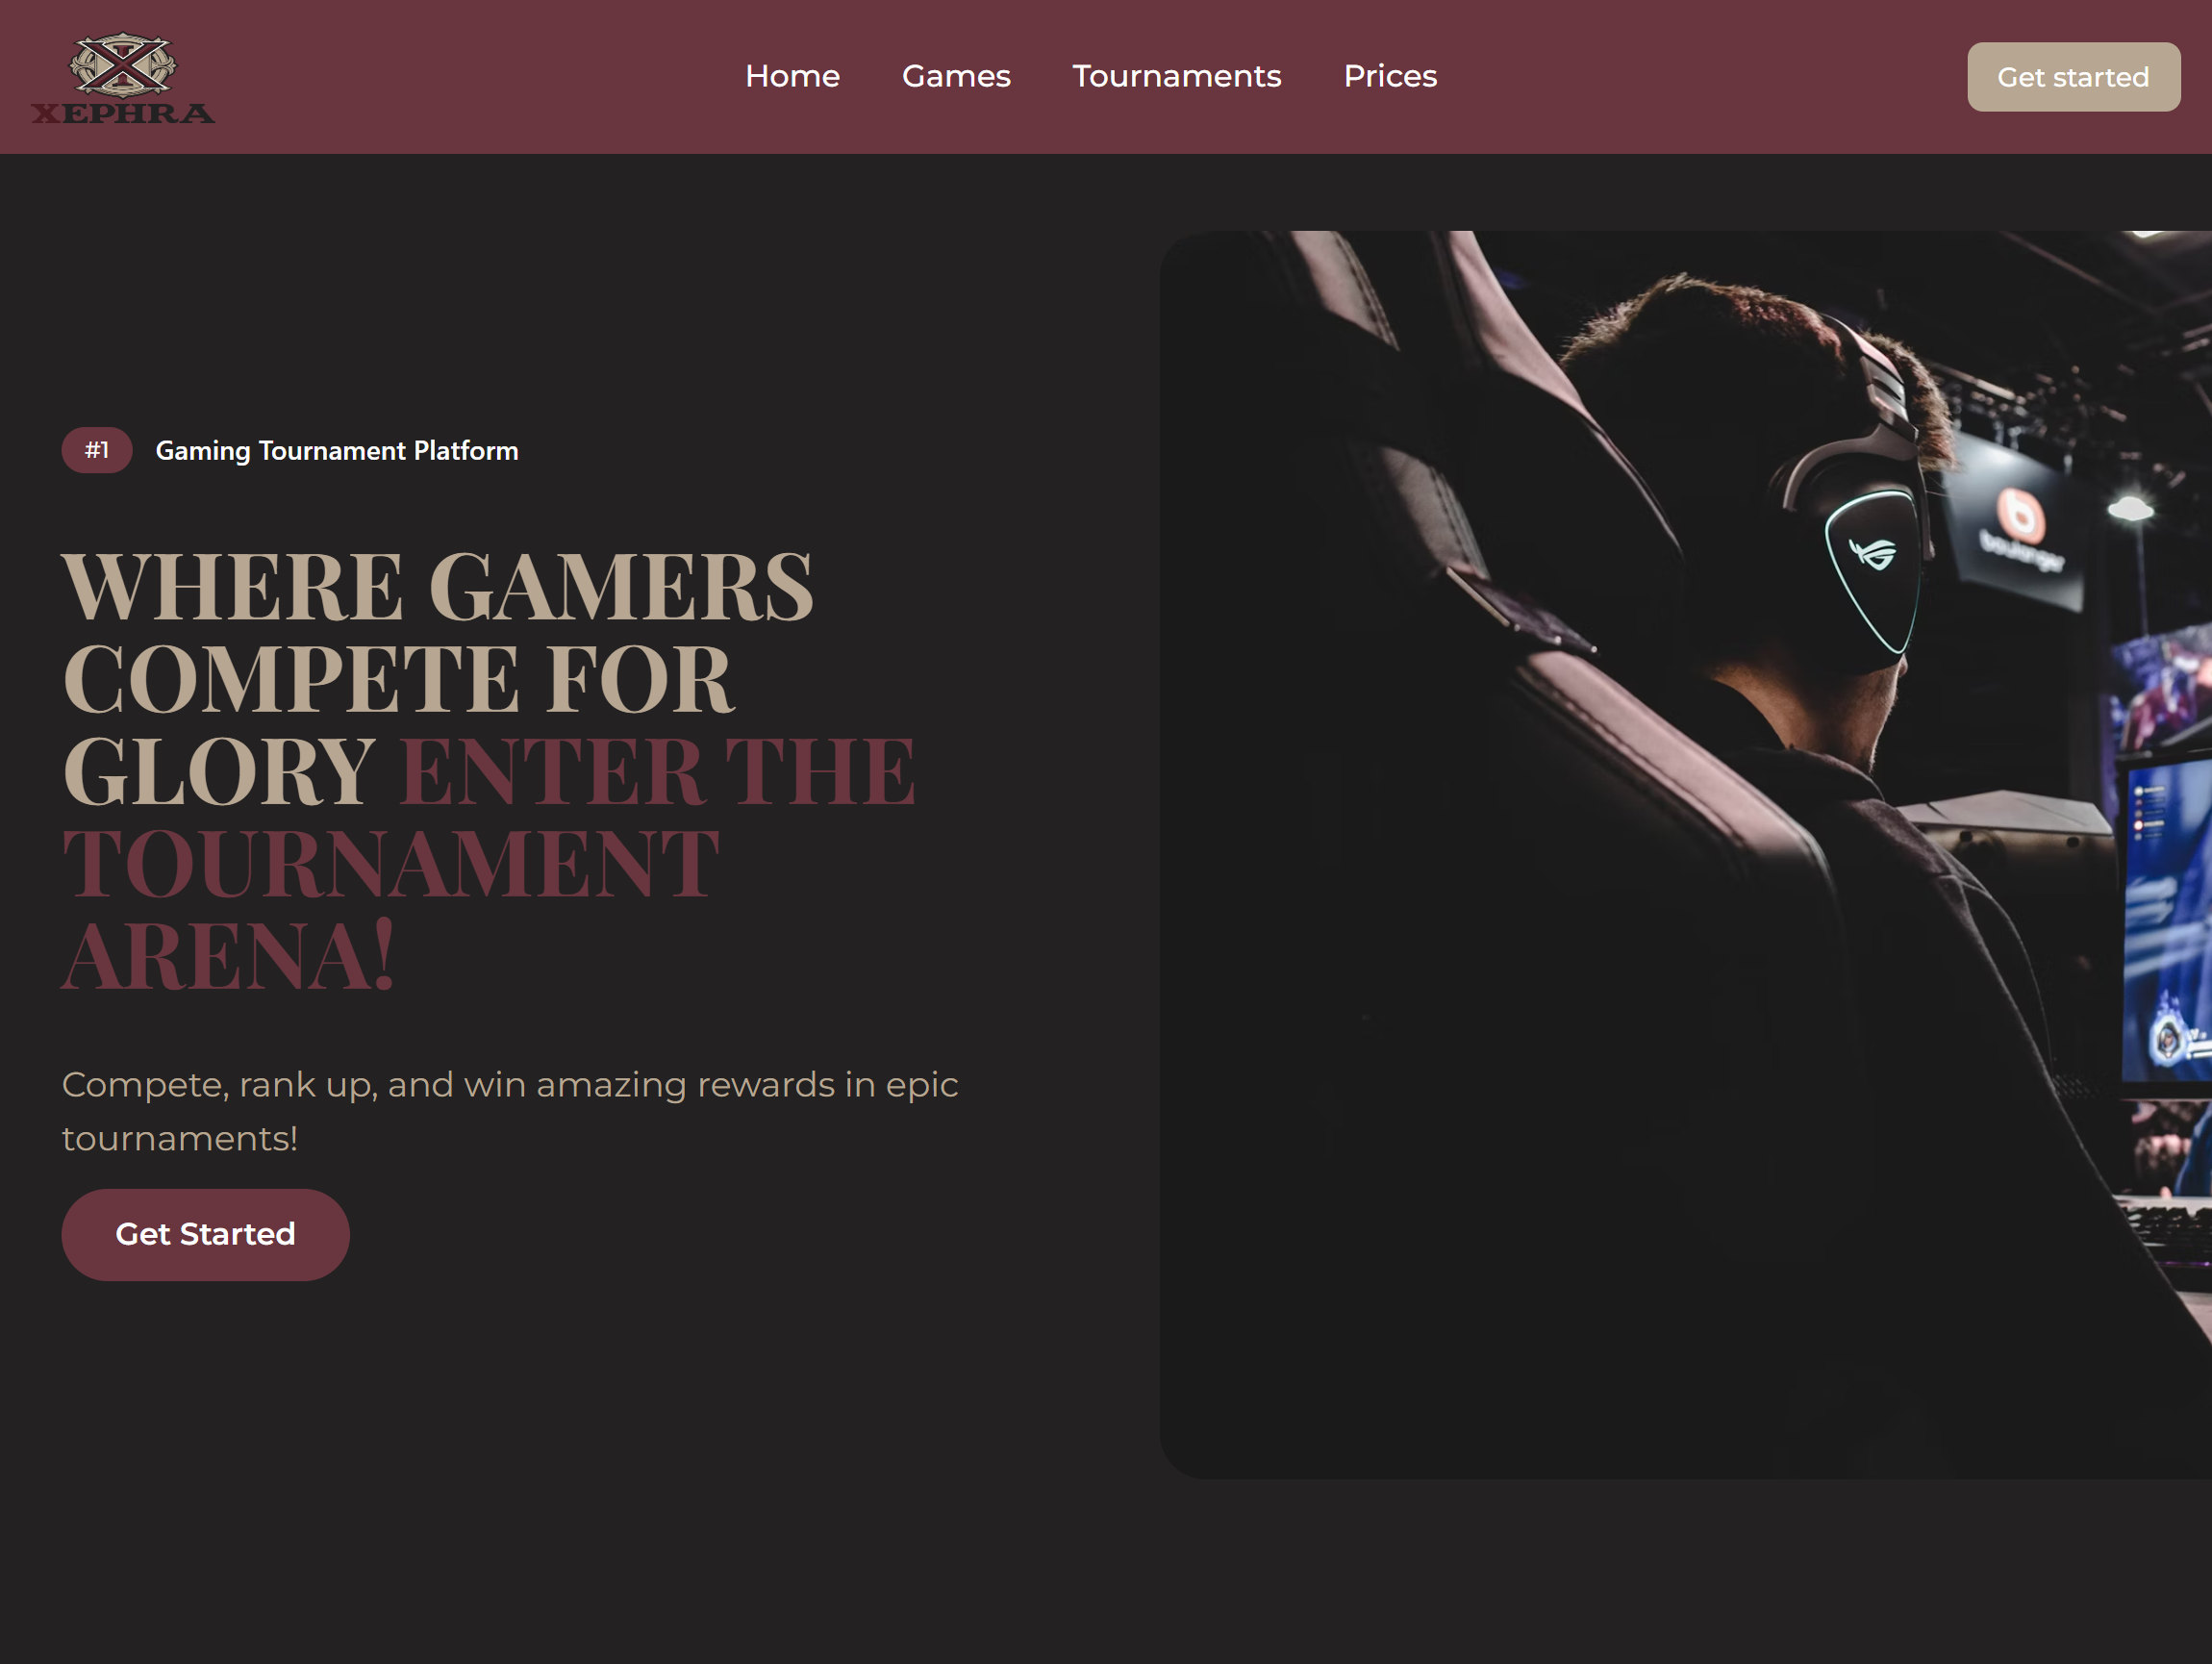 XEPHRA
Home
Games
Tournaments
Prices
Get started
#1
Gaming Tournament Platform
WHERE GAMERS
COMPETE FOR
GLORY ENTER THE
TOURNAMENT
ARENA!
Compete, rank up, and win amazing rewards in epic
tournaments!
Get Started
boulanger